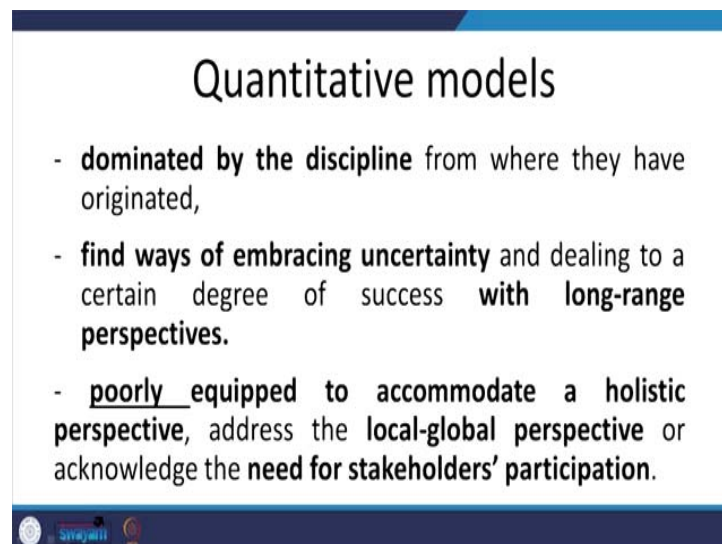 Quantitative models
- dominated by the discipline from where they have
originated,
- find ways of embracing uncertainty and dealing to a
certain degree of success with long-range
perspectives.
- poorly equipped to accommodate a holistic
perspective, address the local-global perspective or
acknowledge the need for stakeholders' participation.
swayam